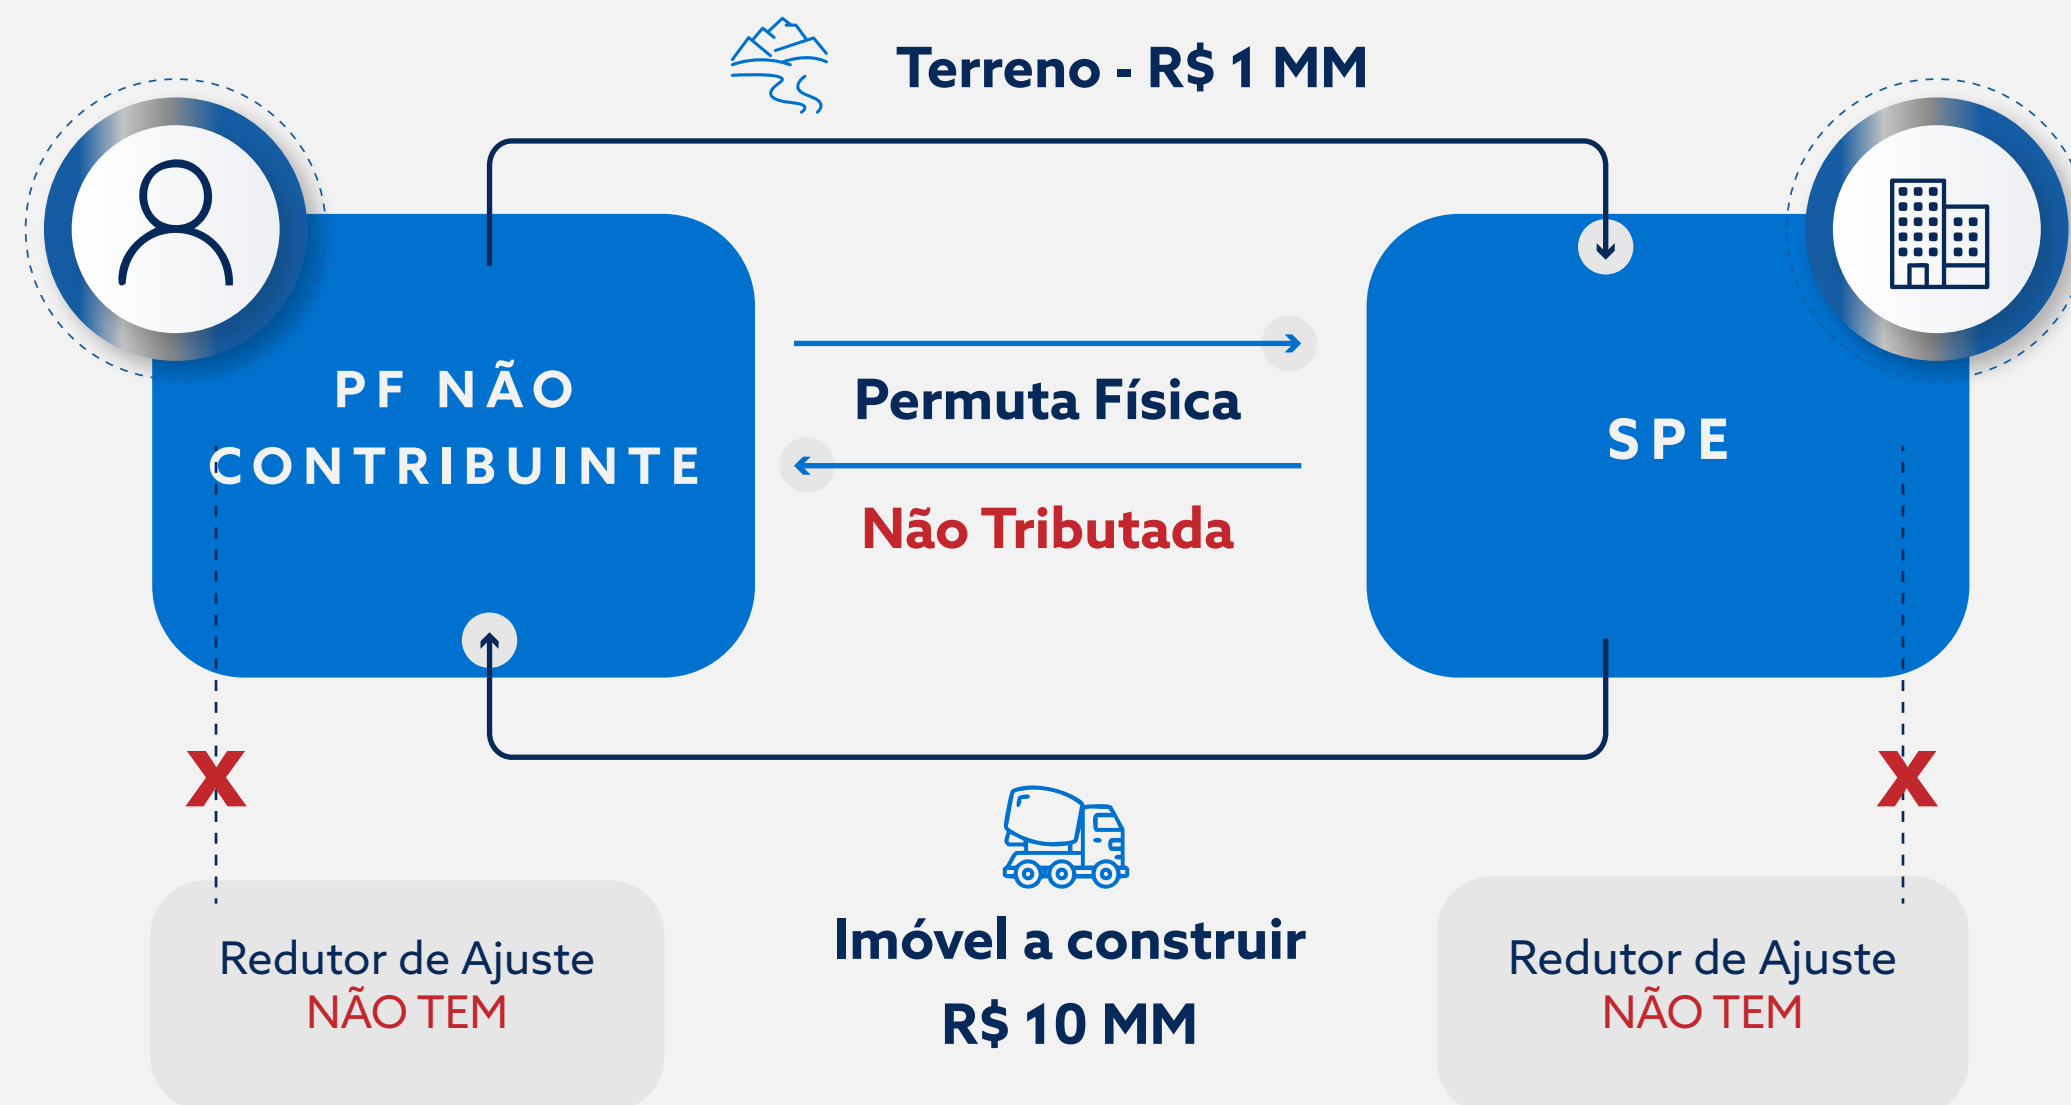 Terreno - R$ 1 MM
PF NÃO
CONTRIBUINTE
Permuta Física
Não Tributada
SPE
X
X
Redutor de Ajuste
NÃO TEM
Imóvel a construir
R$ 10 MM
Redutor de Ajuste
NÃO TEM